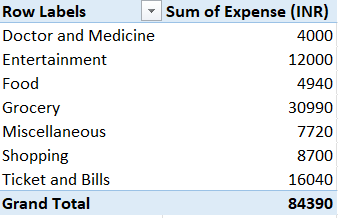 Row Labels Sum of Expense (INR)
Doctor and Medicine 4000
Entertainment 12000
Food 4940
Grocery 30990
Miscellaneous 7720
Shopping 8700
Ticket and Bills 16040
Grand Total 84390